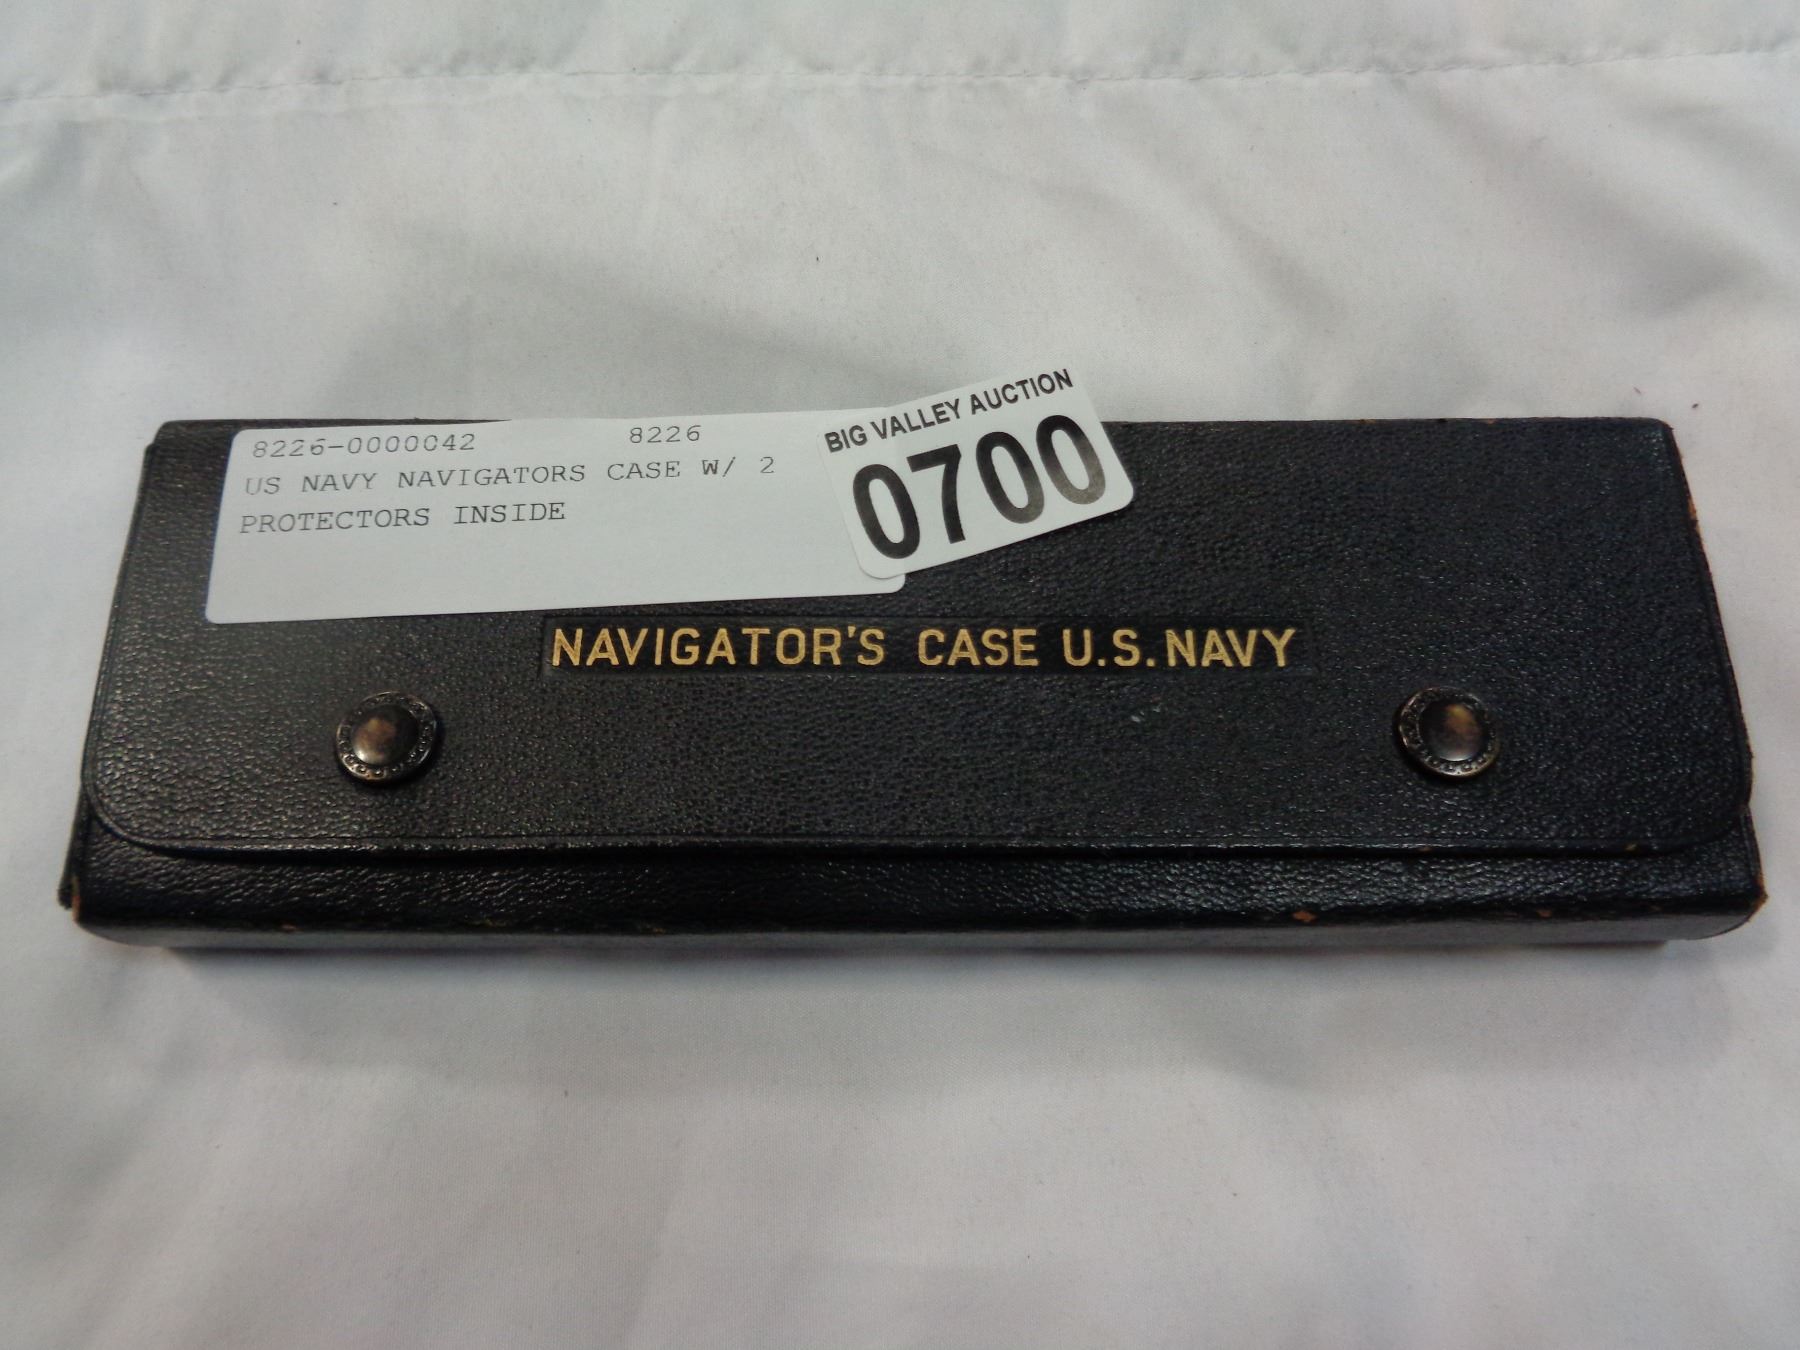 8226-0000042 8226
US NAVY NAVIGATORS CASE W/ 2
PROTECTORS INSIDE
BIG VALLEY AUCTION
0700
NAVIGATOR'S CASE U.S. NAVY